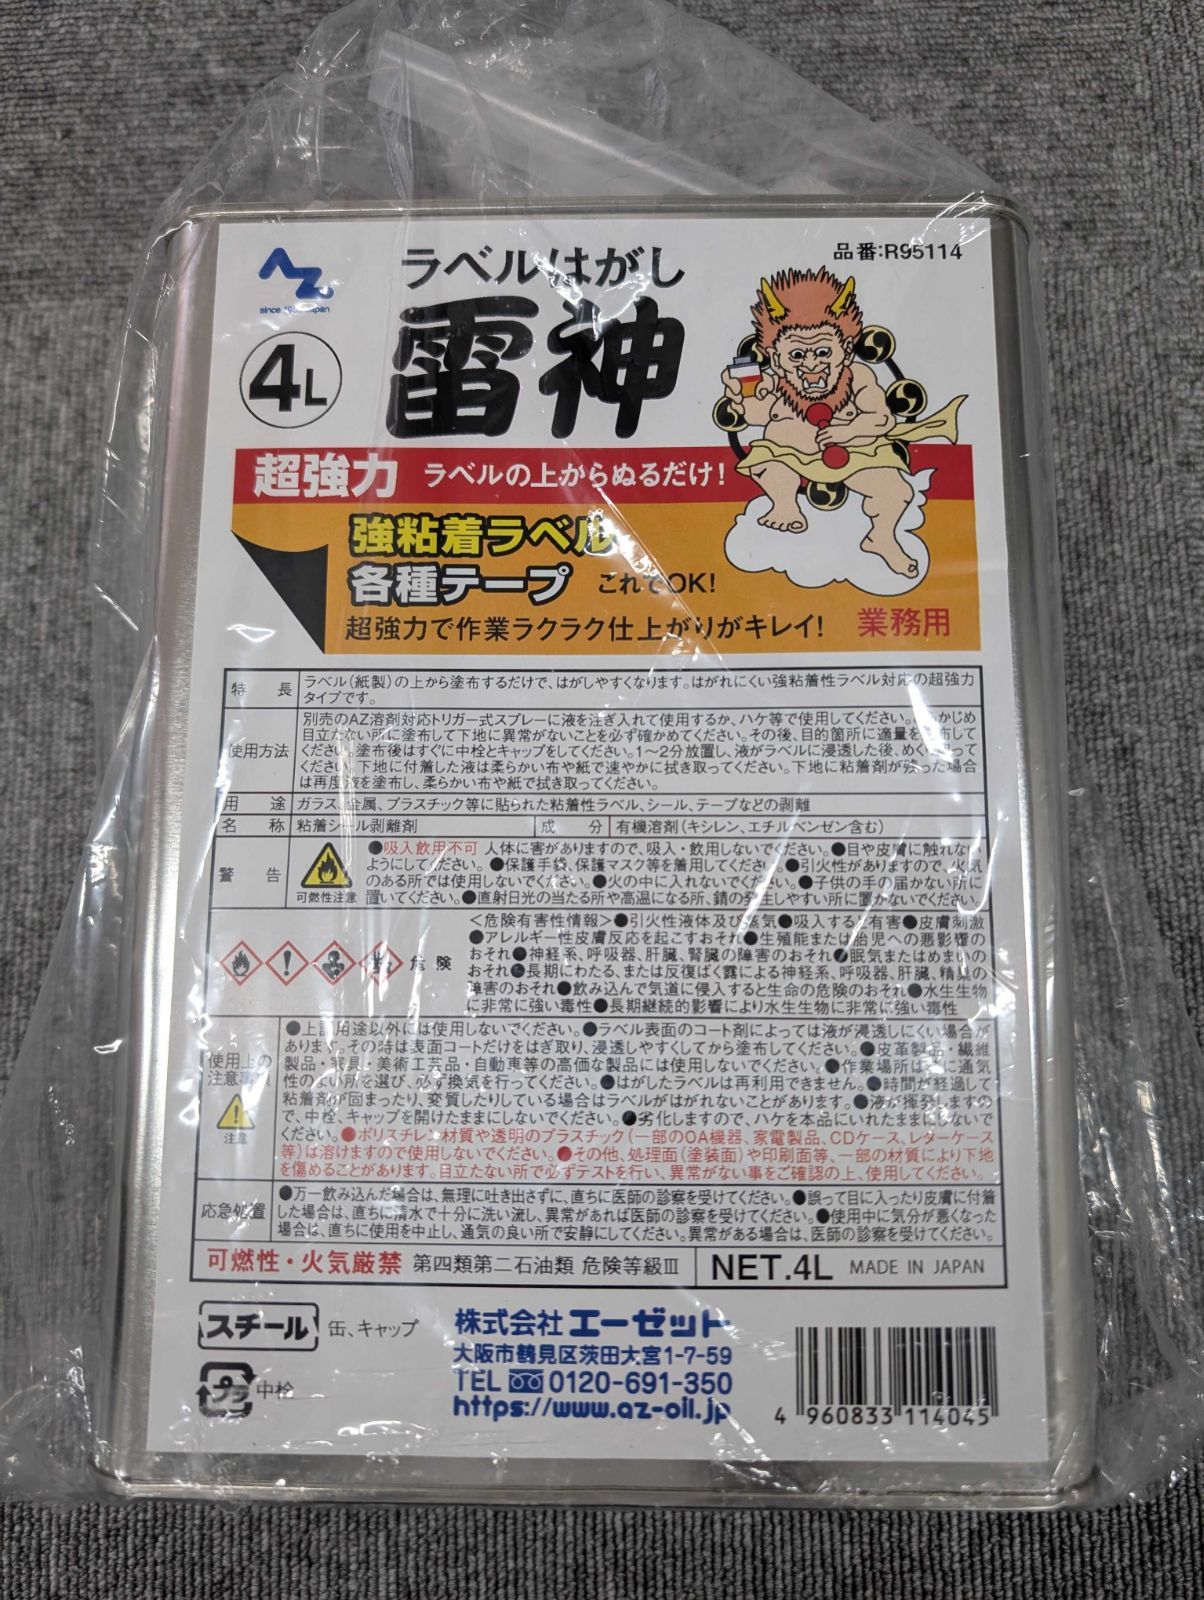 AZ
ラベルはがし
品番:R95114
4L
雷神
超強力 ラベルの上からぬるだけ!
強粘着ラベル
各種テープ これでOK!
超強力で作業ラクラク仕上がりがキレイ! 業務用
特 長 ラベル(紙製)の上から塗布するだけで、はがしやすくなります。はがれにくい強粘着性ラベル対応の超強力
タイプです。
使用方法
別売のAZ溶剤対応トリガー式スプレーに液を注ぎ入れて使用するか、ハケ等で使用してください。
目立たない所に塗布して下地に異常がないことを必ず確かめてください。その後、目的箇所に適量を
ください。塗布後はすぐに中栓とキャップをしてください。1〜2分放置し、液がラベルに浸透した後、
ください。下地に付着した液は柔らかい布や紙で速やかに拭き取ってください。下地に粘着剤が残った場合
は再度液を塗布し、柔らかい布や紙で拭き取ってください。
用 途 ガラス、金属、プラスチック等に貼られた粘着性ラベル、シール、テープなどの剥離
名 称 粘着シール剥離剤 成 分 有機溶剤(キシレン、エチルベンゼン含む)
警 告
可燃性注意
●吸入飲用不可 人体に害がありますので、吸入・飲用しないでください。●目や皮膚に触れない
ようにしてください。●保護手袋、保護マスク等を着用してください。●引火性がありますので、火気
のある所では使用しないでください。●火の中に入れないでください。●子供の手の届かない所に
置いてください。●直射日光の当たる所や高温になる所、錆の発生しやすい所に置かないでください。
危 険
<危険有害性情報>●引火性液体及び蒸気●吸入すると有害●皮膚刺激
●アレルギー性皮膚反応を起こすおそれ●生殖能または胎児への悪影響の
おそれ●神経系、呼吸器、肝臓、腎臓の障害のおそれ●眠気またはめまいの
おそれ●長期にわたる、または反復ばく露による神経系、呼吸器、肝臓、精巣の
障害のおそれ●飲み込んで気道に侵入すると生命の危険のおそれ●水生生物
に非常に強い毒性●長期継続的影響により水生生物に非常に強い毒性
使用上の
注意事項
注意
●上記用途以外には使用しないでください。●ラベル表面のコート剤によっては液が浸透しにくい場合が
あります。その時は表面コートだけをはぎ取り、浸透しやすくしてから塗布してください。●皮革製品・繊維
製品・家具・美術工芸品・自動車等の高価な製品には使用しないでください。●作業場所は常に通気
性のよい所を選び、必ず換気を行ってください。●はがしたラベルは再利用できません。●時間が経過して
粘着剤が固まったり、変質したりしている場合はラベルがはがれないことがあります。●液が揮発しますの
で、中栓、キャップを開けたままにしないでください。●劣化しますので、ハケを本品にいれたままにしないで
ください。●ポリスチレン材質や透明のプラスチック(一部のOA機器、家電製品、CDケース、レターケース
等)は溶けますので使用しないでください。●その他、処理面(塗装面)や印刷面等、一部の材質により下地
を傷めることがあります。目立たない所で必ずテストを行い、異常がない事をご確認の上、使用してください。
応急処置
●万一飲み込んだ場合は、無理に吐き出さずに、直ちに医師の診察を受けてください。●誤って目に入ったり皮膚に付着
した場合は、直ちに清水で十分に洗い流し、異常があれば医師の診察を受けてください。●使用中に気分が悪くなった
場合は、直ちに使用を中止し、通気の良い所で安静にしてください。異常がある場合は、医師の診察を受けてください。
可燃性・火気厳禁 第四類第二石油類 危険等級III NET.4L MADE IN JAPAN
スチール 缶、キャップ
プラ 中栓
株式会社エーゼット
大阪市鶴見区茨田大宮1-7-59
TEL 0120-691-350
https://www.az-oil.jp
4 960833 114045